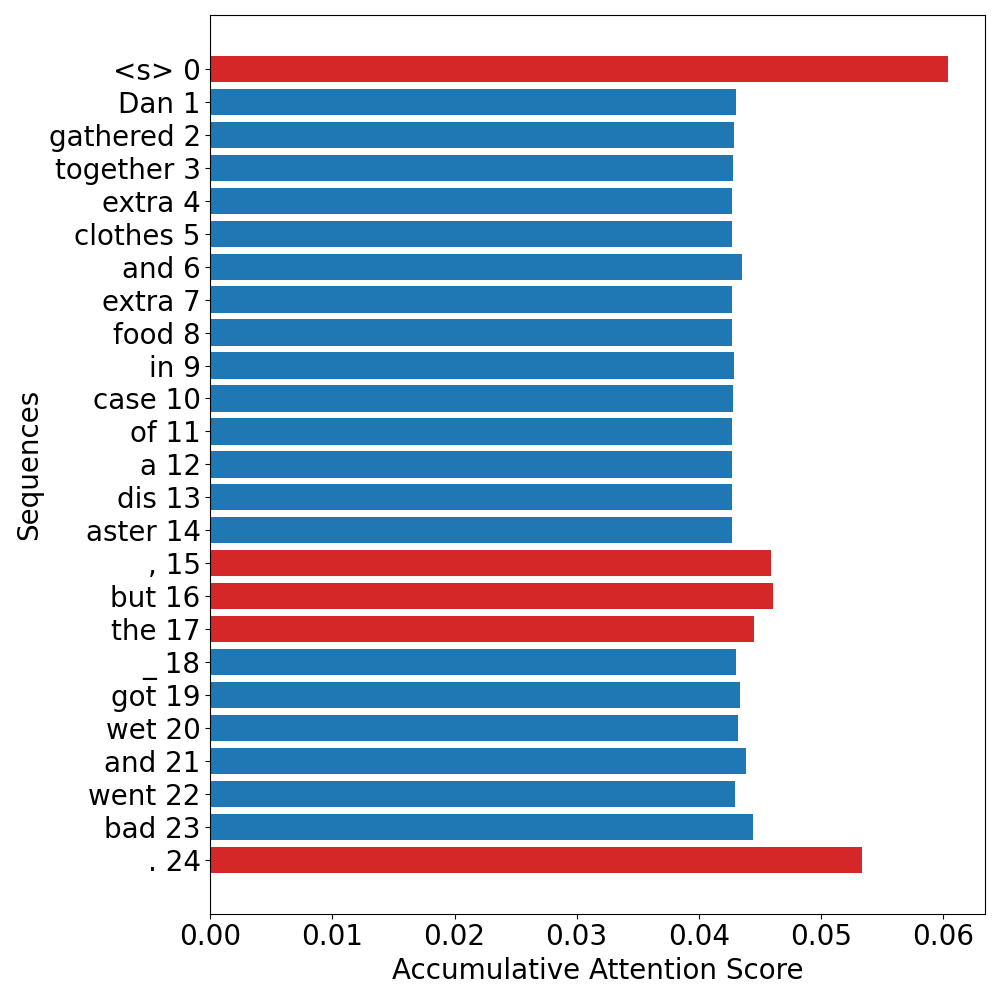 <s> 0
Dan 1
gathered 2
together 3
extra 4
clothes 5
and 6
extra 7
food 8
in 9
case 10
of 11
a 12
dis 13
aster 14
, 15
but 16
the 17
_ 18
got 19
wet 20
and 21
went 22
bad 23
. 24
Sequences
0.00 0.01 0.02 0.03 0.04 0.05 0.06
Accumulative Attention Score